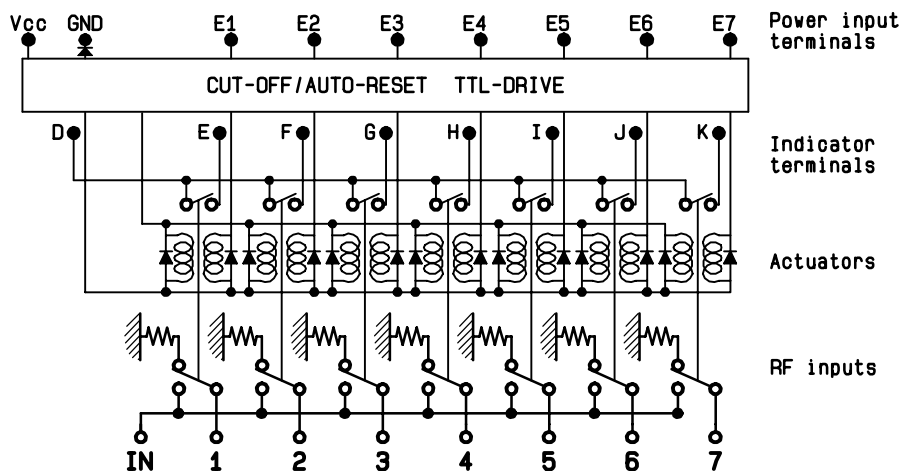 Vcc GND E1 E2 E3 E4 E5 E6 E7 Power input
terminals
CUT-OFF/AUTO-RESET TTL-DRIVE
D E F G H I J K Indicator
terminals
Actuators
RF inputs
IN 1 2 3 4 5 6 7